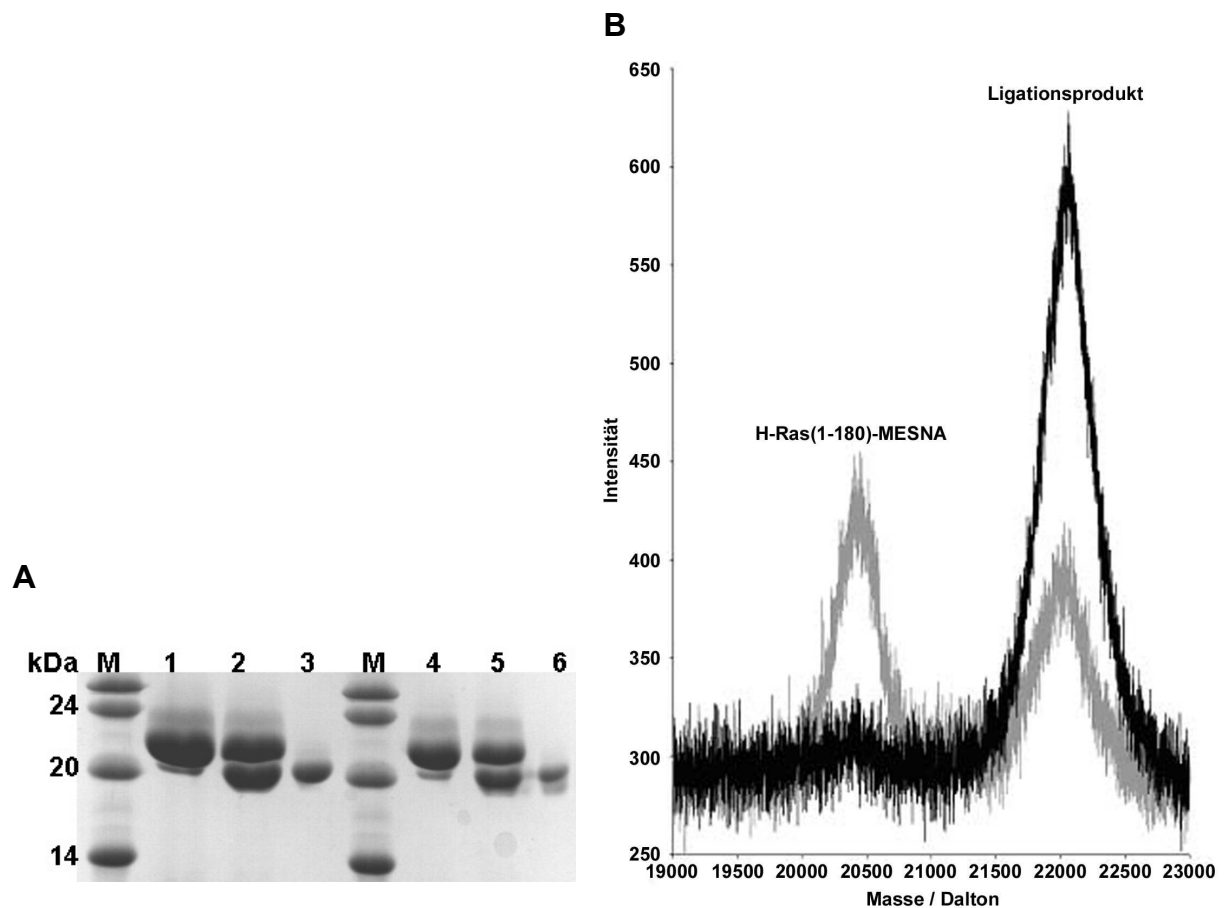 A
kDa M 1 2 3 M 4 5 6
24
20
14
B
650
600
550
500
450
400
350
300
250
Intensität
Ligationsprodukt
H-Ras(1-180)-MESNA
19000 19500 20000 20500 21000 21500 22000 22500 23000
Masse / Dalton